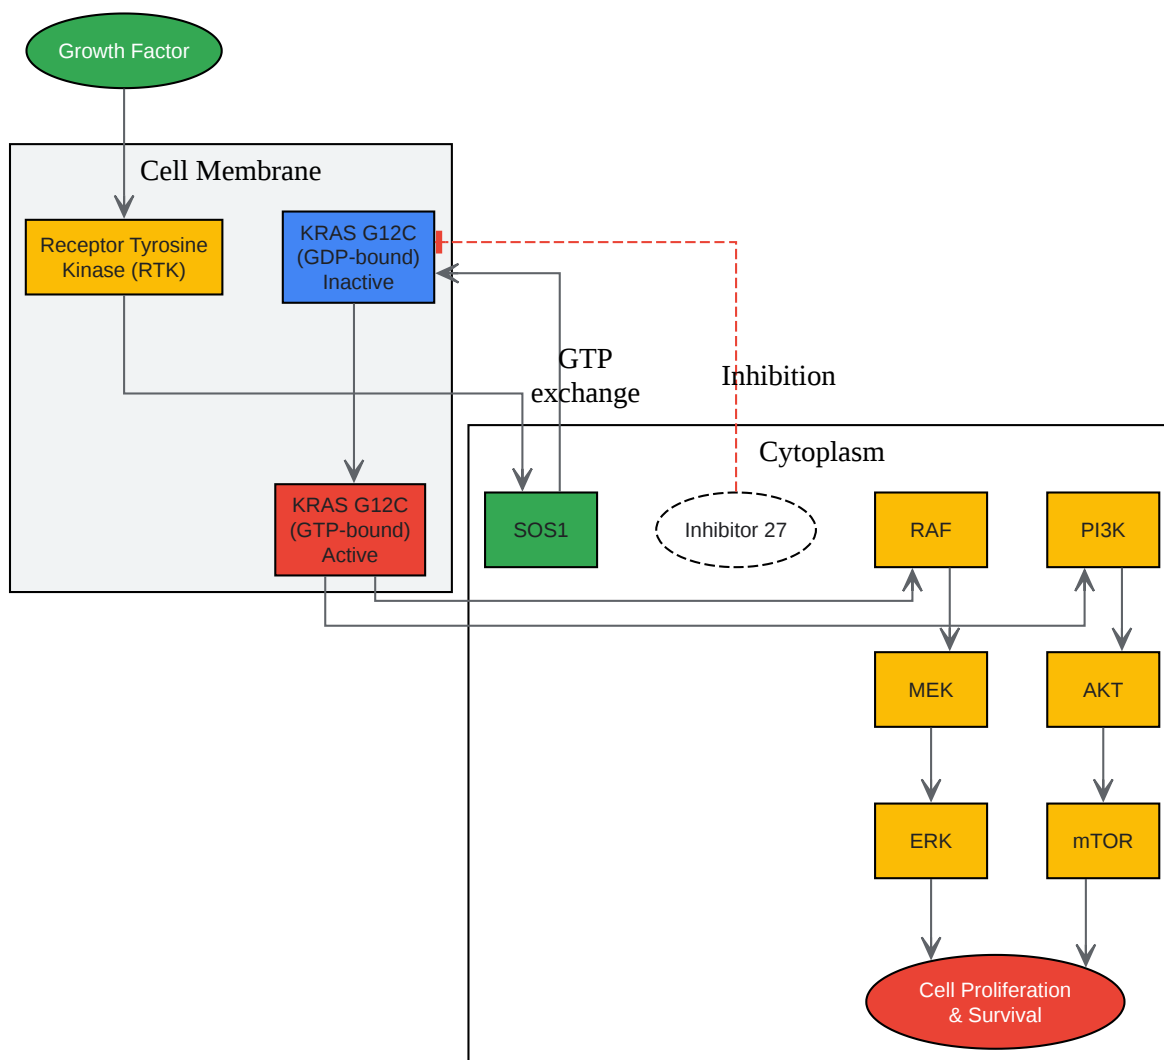 Growth Factor
Cell Membrane
Receptor Tyrosine
Kinase (RTK)
KRAS G12C
(GDP-bound)
Inactive
GTP
exchange
Inhibition
Cytoplasm
KRAS G12C
(GTP-bound)
Active
SOS1
Inhibitor 27
RAF
PI3K
MEK
AKT
ERK
mTOR
Cell Proliferation
& Survival